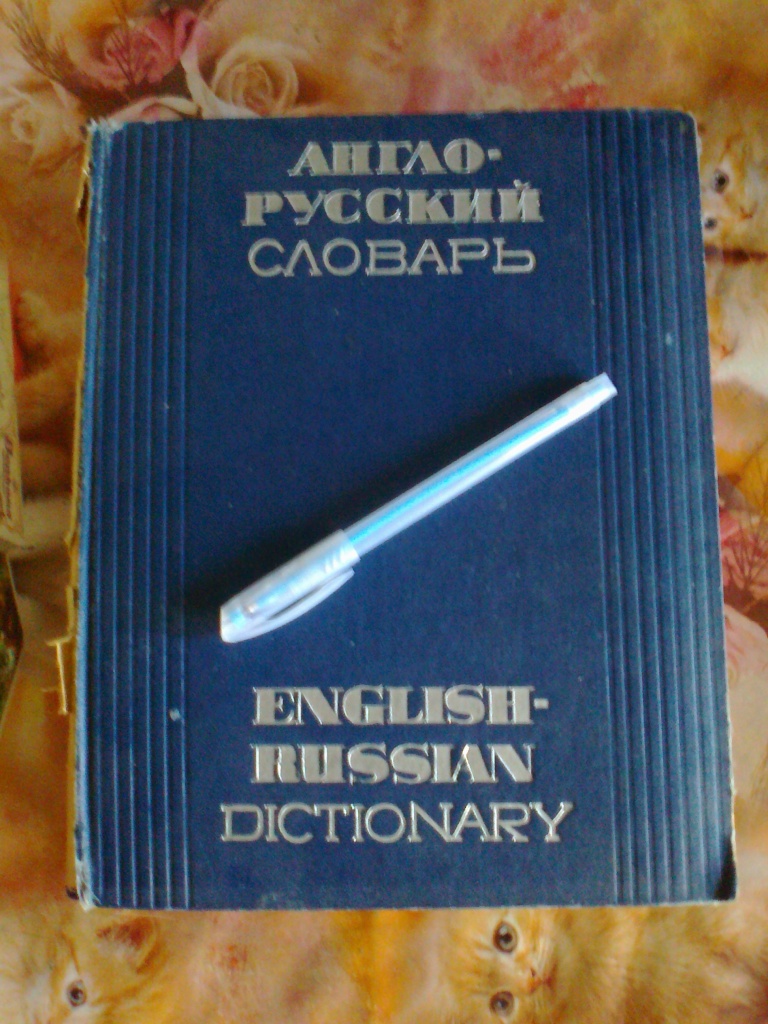 АНГЛО-
РУССКИЙ
СЛОВАРЬ
ENGLISH-
RUSSIAN
DICTIONARY